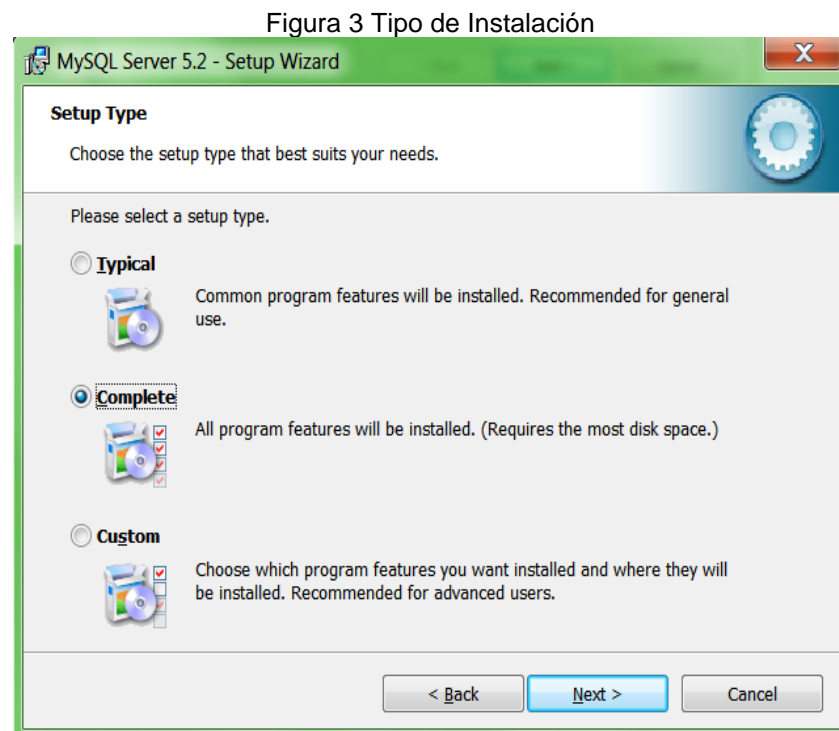 Figura 3 Tipo de Instalación
MySQL Server 5.2 - Setup Wizard
X
Setup Type
Choose the setup type that best suits your needs.
Please select a setup type.
Typical
Common program features will be installed. Recommended for general
use.
Complete
All program features will be installed. (Requires the most disk space.)
Custom
Choose which program features you want installed and where they will
be installed. Recommended for advanced users.
< Back
Next >
Cancel